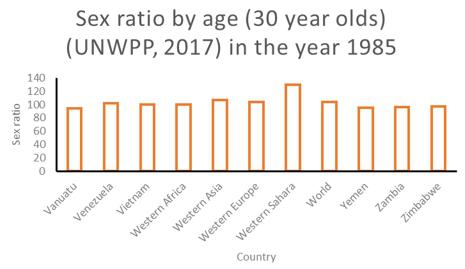 Sex ratio by age (30 year olds)
(UNWPP, 2017) in the year 1985
140
120
100
80
60
40
20
0
Sex ratio
Vanuatu
Venezuela
Vietnam
Western Africa
Western Asia
Western Europe
Western Sahara
World
Yemen
Zambia
Zimbabwe
Country